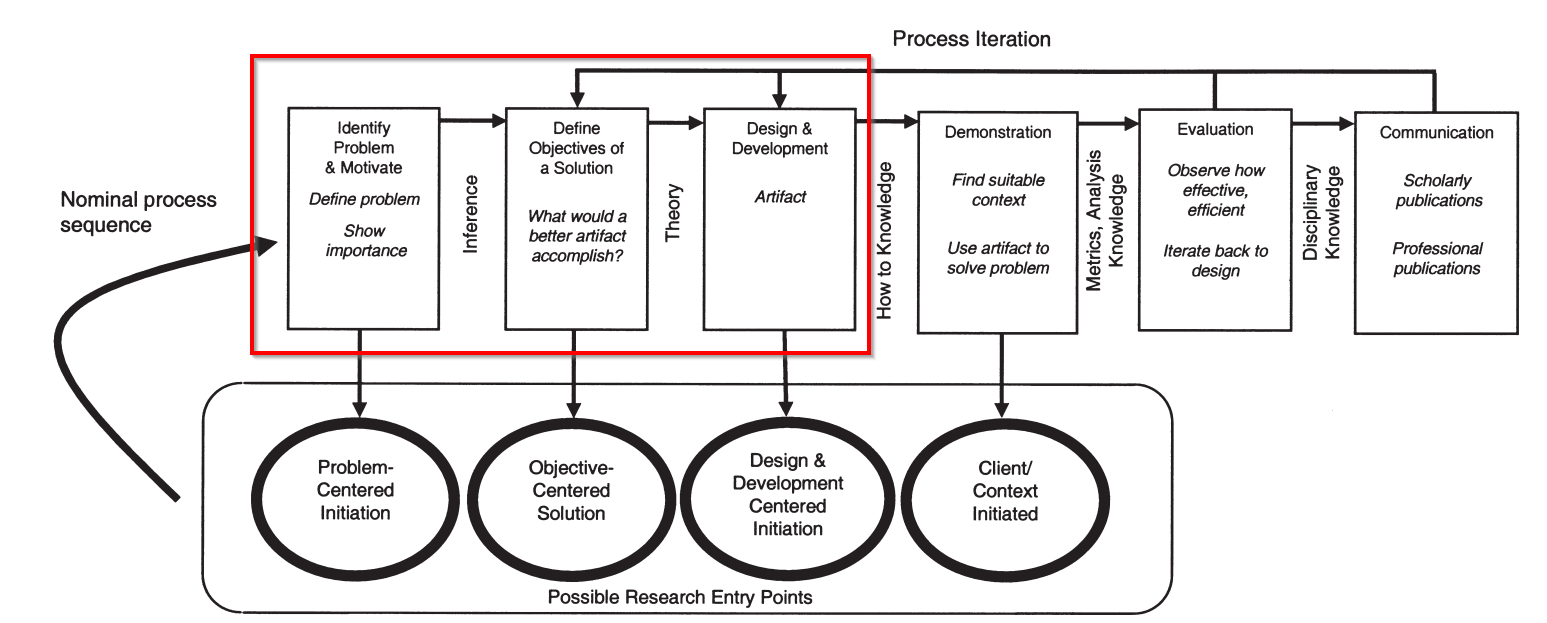 Process Iteration
Nominal process
sequence
Identify
Problem
& Motivate
Define problem
Show
importance
Inference
Define
Objectives of
a Solution
What would a
better artifact
accomplish?
Theory
Design &
Development
Artifact
How to Knowledge
Demonstration
Find suitable
context
Use artifact to
solve problem
Metrics, Analysis
Knowledge
Evaluation
Observe how
effective,
efficient
Iterate back to
design
Disciplinary
Knowledge
Communication
Scholarly
publications
Professional
publications
Problem-
Centered
Initiation
Objective-
Centered
Solution
Design &
Development
Centered
Initiation
Client/
Context
Initiated
Possible Research Entry Points